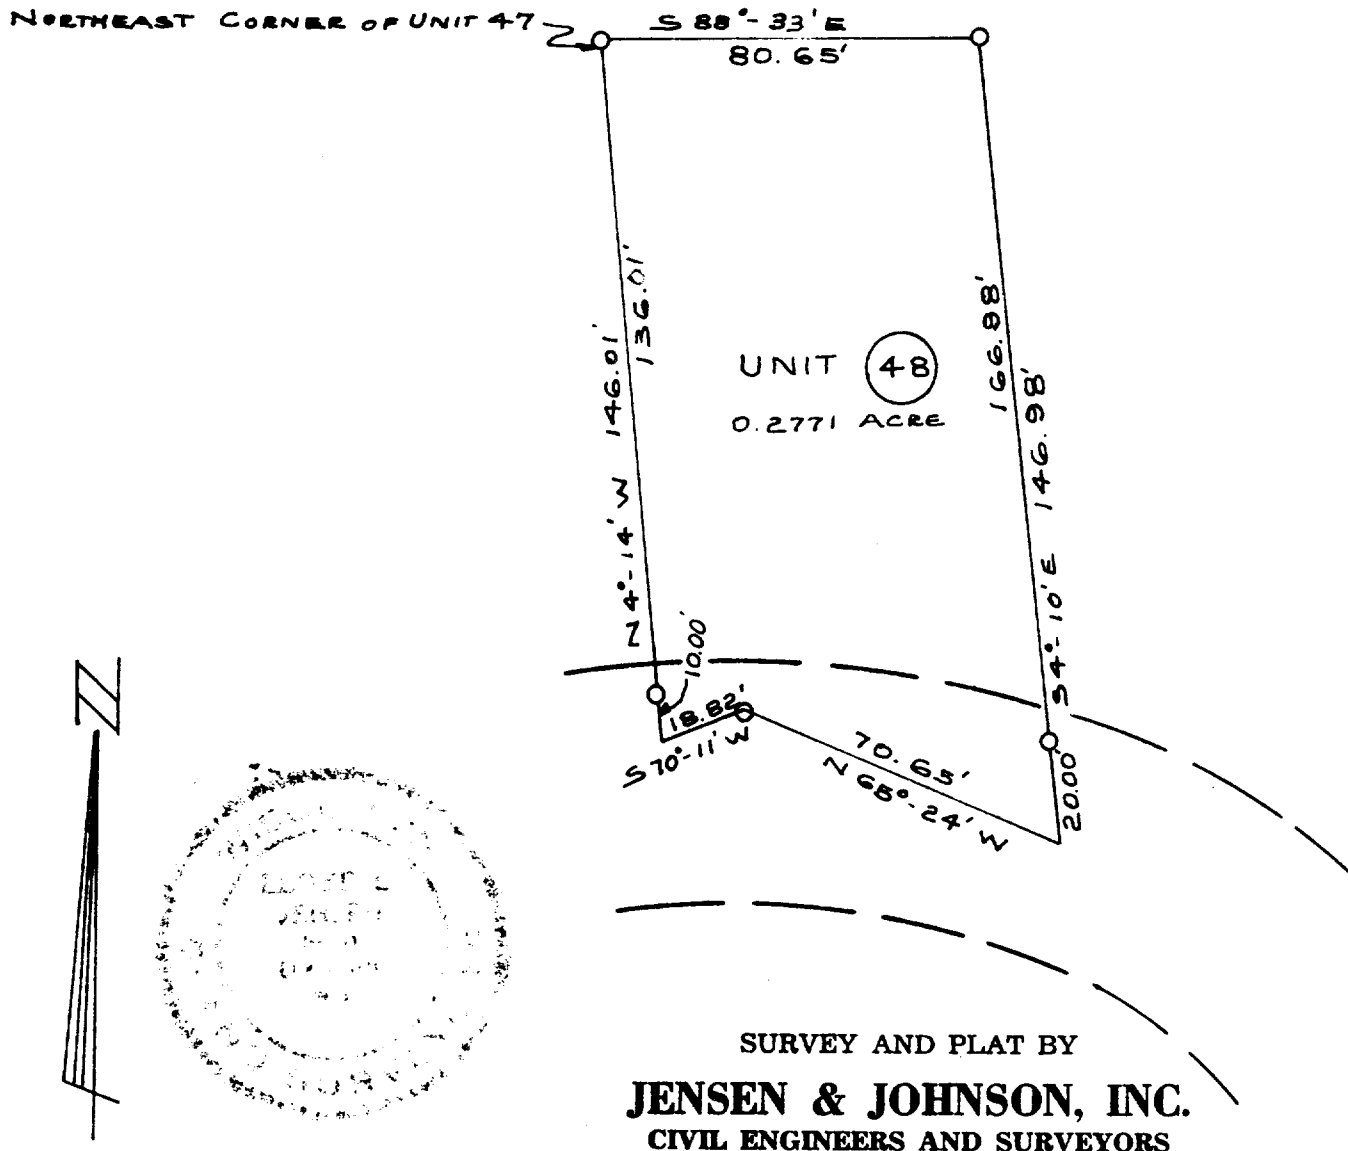 NORTHEAST CORNER OF UNIT 47
S 88°-33' E
80.65'
136.01'
N 4°-14' W 146.01'
166.98'
S 4°-10' E 146.98'
UNIT 48
0.2771 ACRE
10.00'
18.82'
S 70°-11' W
70.65'
N 68°-24' W
20.00'
N
SURVEY AND PLAT BY
JENSEN & JOHNSON, INC.
CIVIL ENGINEERS AND SURVEYORS